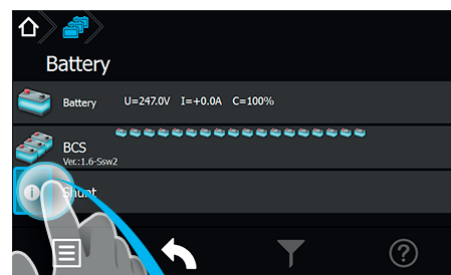 Battery
Battery U=247.0V I=+0.0A C=100%
BCS
Ver.:1.6-Ssw2
Shunt